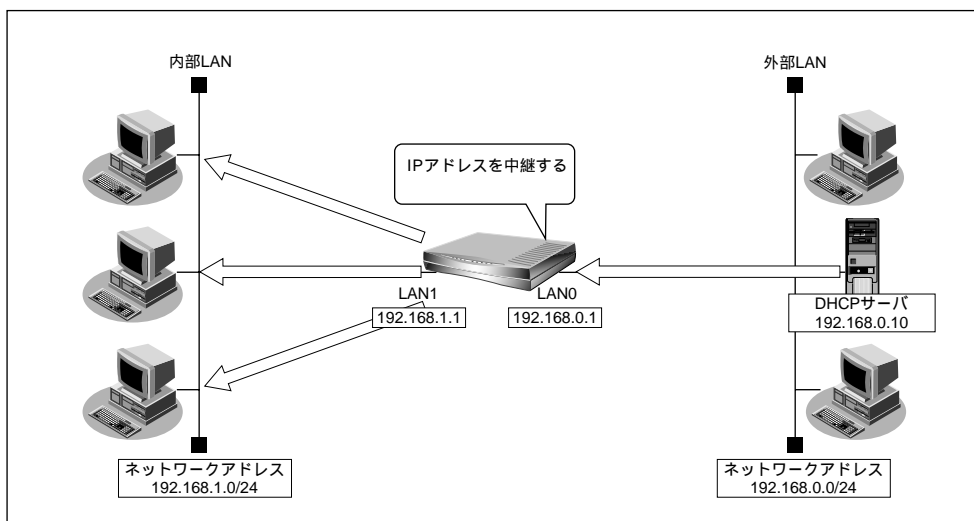 内部LAN
外部LAN
IPアドレスを中継する
LAN1
192.168.1.1
LAN0
192.168.0.1
DHCPサーバ
192.168.0.10
ネットワークアドレス
192.168.1.0/24
ネットワークアドレス
192.168.0.0/24